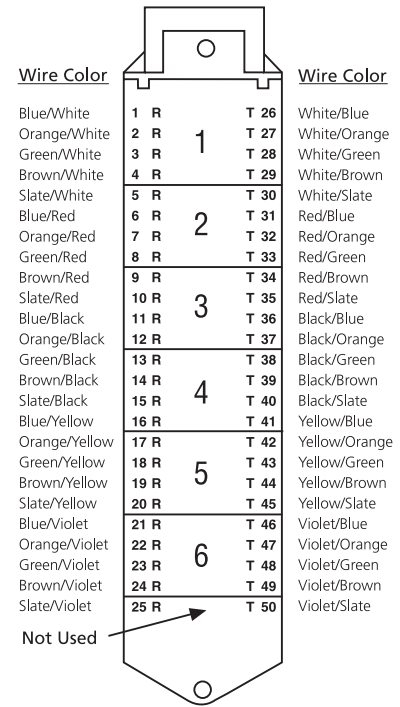 Wire Color Wire Color
Blue/White 1 R T 26 White/Blue
Orange/White 2 R T 27 White/Orange
1
Green/White 3 R T 28 White/Green
Brown/White 4 R T 29 White/Brown
Slate/White 5 R T 30 White/Slate
Blue/Red 6 R 2 T 31 Red/Blue
Orange/Red 7 R T 32 Red/Orange
Green/Red 8 R T 33 Red/Green
Brown/Red 9 R T 34 Red/Brown
Slate/Red 10 R T 35 Red/Slate
3
Blue/Black 11 R T 36 Black/Blue
Orange/Black 12 R T 37 Black/Orange
Green/Black 13 R T 38 Black/Green
Brown/Black 14 R T 39 Black/Brown
4
Slate/Black 15 R T 40 Black/Slate
Blue/Yellow 16 R T 41 Yellow/Blue
Orange/Yellow 17 R T 42 Yellow/Orange
Green/Yellow 18 R T 43 Yellow/Green
5
Brown/Yellow 19 R T 44 Yellow/Brown
Slate/Yellow 20 R T 45 Yellow/Slate
Blue/Violet 21 R T 46 Violet/Blue
Orange/Violet 22 R T 47 Violet/Orange
6
Green/Violet 23 R T 48 Violet/Green
Brown/Violet 24 R T 49 Violet/Brown
Slate/Violet 25 R T 50 Violet/Slate
Not Used